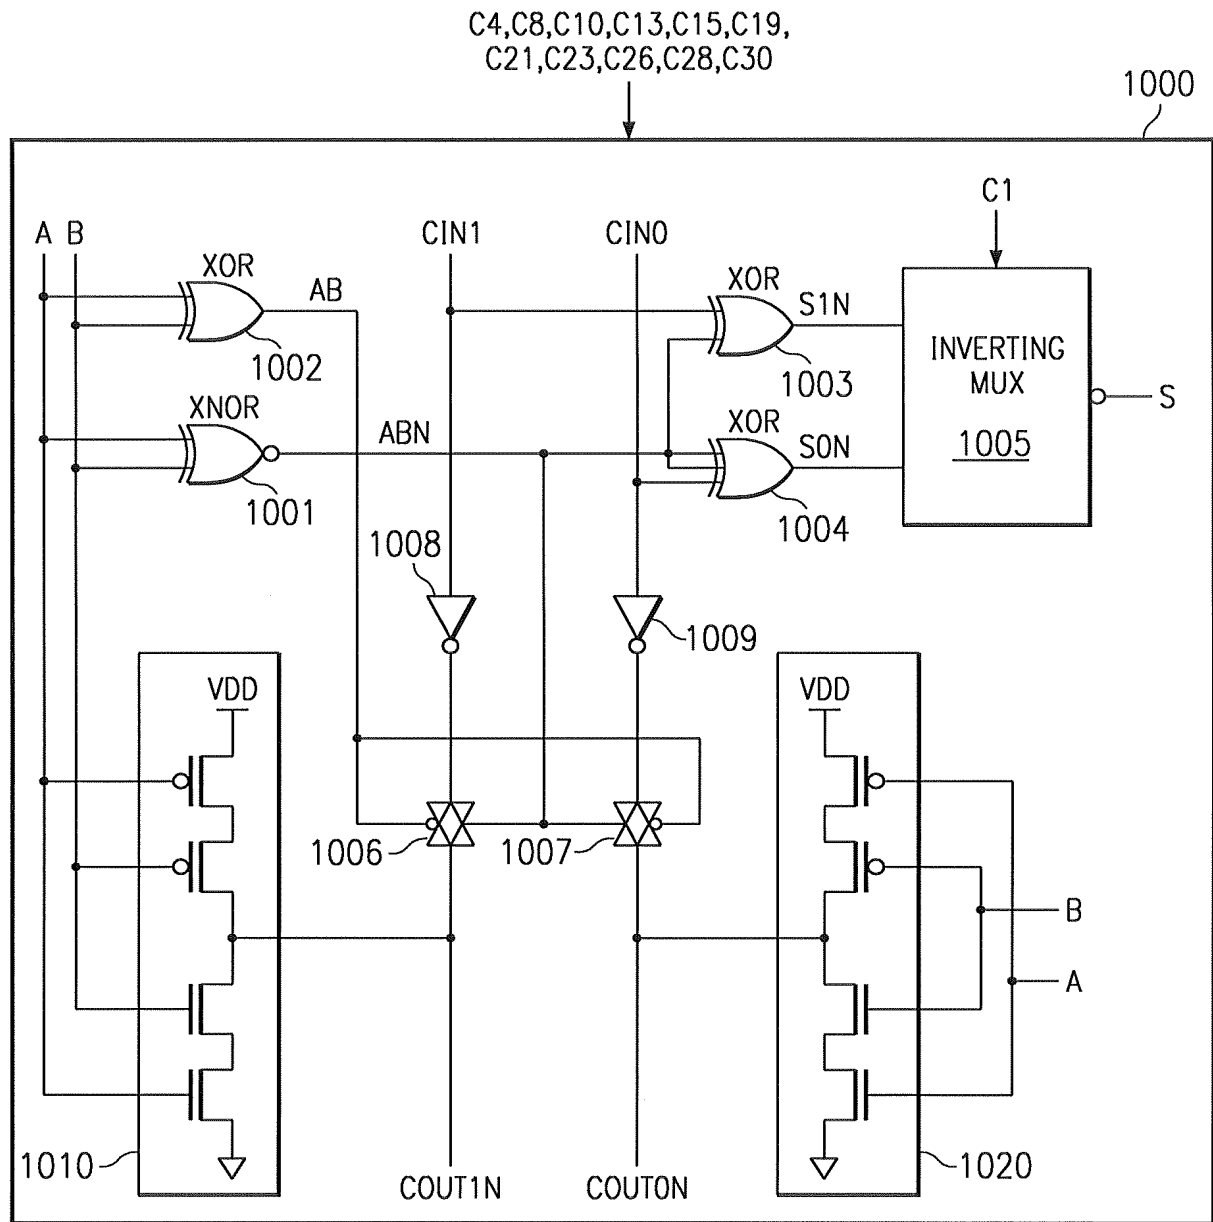 C4,C8,C10,C13,C15,C19,
C21,C23,C26,C28,C30
1000
C1
A B
CIN1
CIN0
XOR
AB
1002
XOR
S1N
1003
INVERTING
MUX
1005
S
XNOR
ABN
1001
XOR
S0N
1004
1008
1009
VDD
VDD
1006
1007
B
A
1010
COUT1N
COUT0N
1020